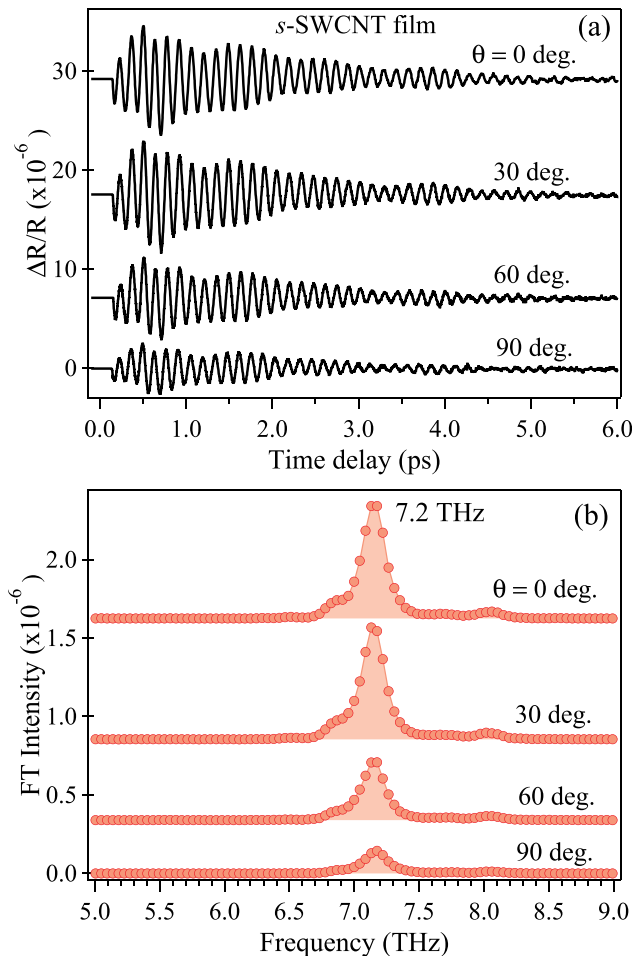 s-SWCNT film
(a)
θ = 0 deg.
30 deg.
60 deg.
90 deg.
30
20
10
0
ΔR/R (x10⁻⁶)
0.0 1.0 2.0 3.0 4.0 5.0 6.0
Time delay (ps)
7.2 THz
(b)
θ = 0 deg.
30 deg.
60 deg.
90 deg.
2.0
1.5
1.0
0.5
0.0
FT Intensity (x10⁻⁶)
5.0 5.5 6.0 6.5 7.0 7.5 8.0 8.5 9.0
Frequency (THz)